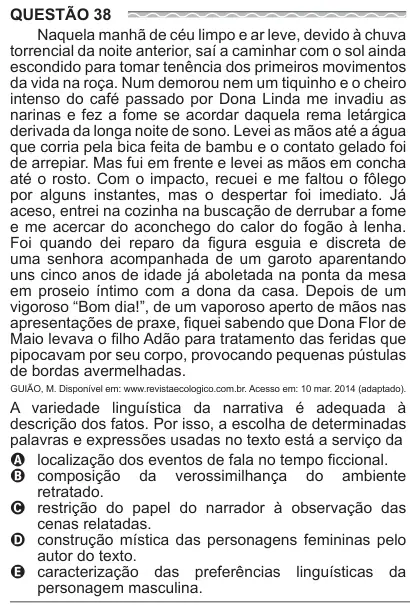 QUESTÃO 38
Naquela manhã de céu limpo e ar leve, devido à chuva
torrencial da noite anterior, saí a caminhar com o sol ainda
escondido para tomar tenência dos primeiros movimentos
da vida na roça. Num demorou nem um tiquinho e o cheiro
intenso do café passado por Dona Linda me invadiu as
narinas e fez a fome se acordar daquela rema letárgica
derivada da longa noite de sono. Levei as mãos até a água
que corria pela bica feita de bambu e o contato gelado foi
de arrepiar. Mas fui em frente e levei as mãos em concha
até o rosto. Com o impacto, recuei e me faltou o fôlego
por alguns instantes, mas o despertar foi imediato. Já
aceso, entrei na cozinha na buscação de derrubar a fome
e me acercar do aconchego do calor do fogão à lenha.
Foi quando dei reparo da figura esguia e discreta de
uma senhora acompanhada de um garoto aparentando
uns cinco anos de idade já aboletada na ponta da mesa
em proseio íntimo com a dona da casa. Depois de um
vigoroso “Bom dia!”, de um vaporoso aperto de mãos nas
apresentações de praxe, fiquei sabendo que Dona Flor de
Maio levava o filho Adão para tratamento das feridas que
pipocavam por seu corpo, provocando pequenas pústulas
de bordas avermelhadas.
GUIÃO, M. Disponível em: www.revistaecologico.com.br. Acesso em: 10 mar. 2014 (adaptado).
A variedade linguística da narrativa é adequada à
descrição dos fatos. Por isso, a escolha de determinadas
palavras e expressões usadas no texto está a serviço da
A localização dos eventos de fala no tempo ficcional.
B composição da verossimilhança do ambiente
retratado.
C restrição do papel do narrador à observação das
cenas relatadas.
D construção mística das personagens femininas pelo
autor do texto.
E caracterização das preferências linguísticas da
personagem masculina.